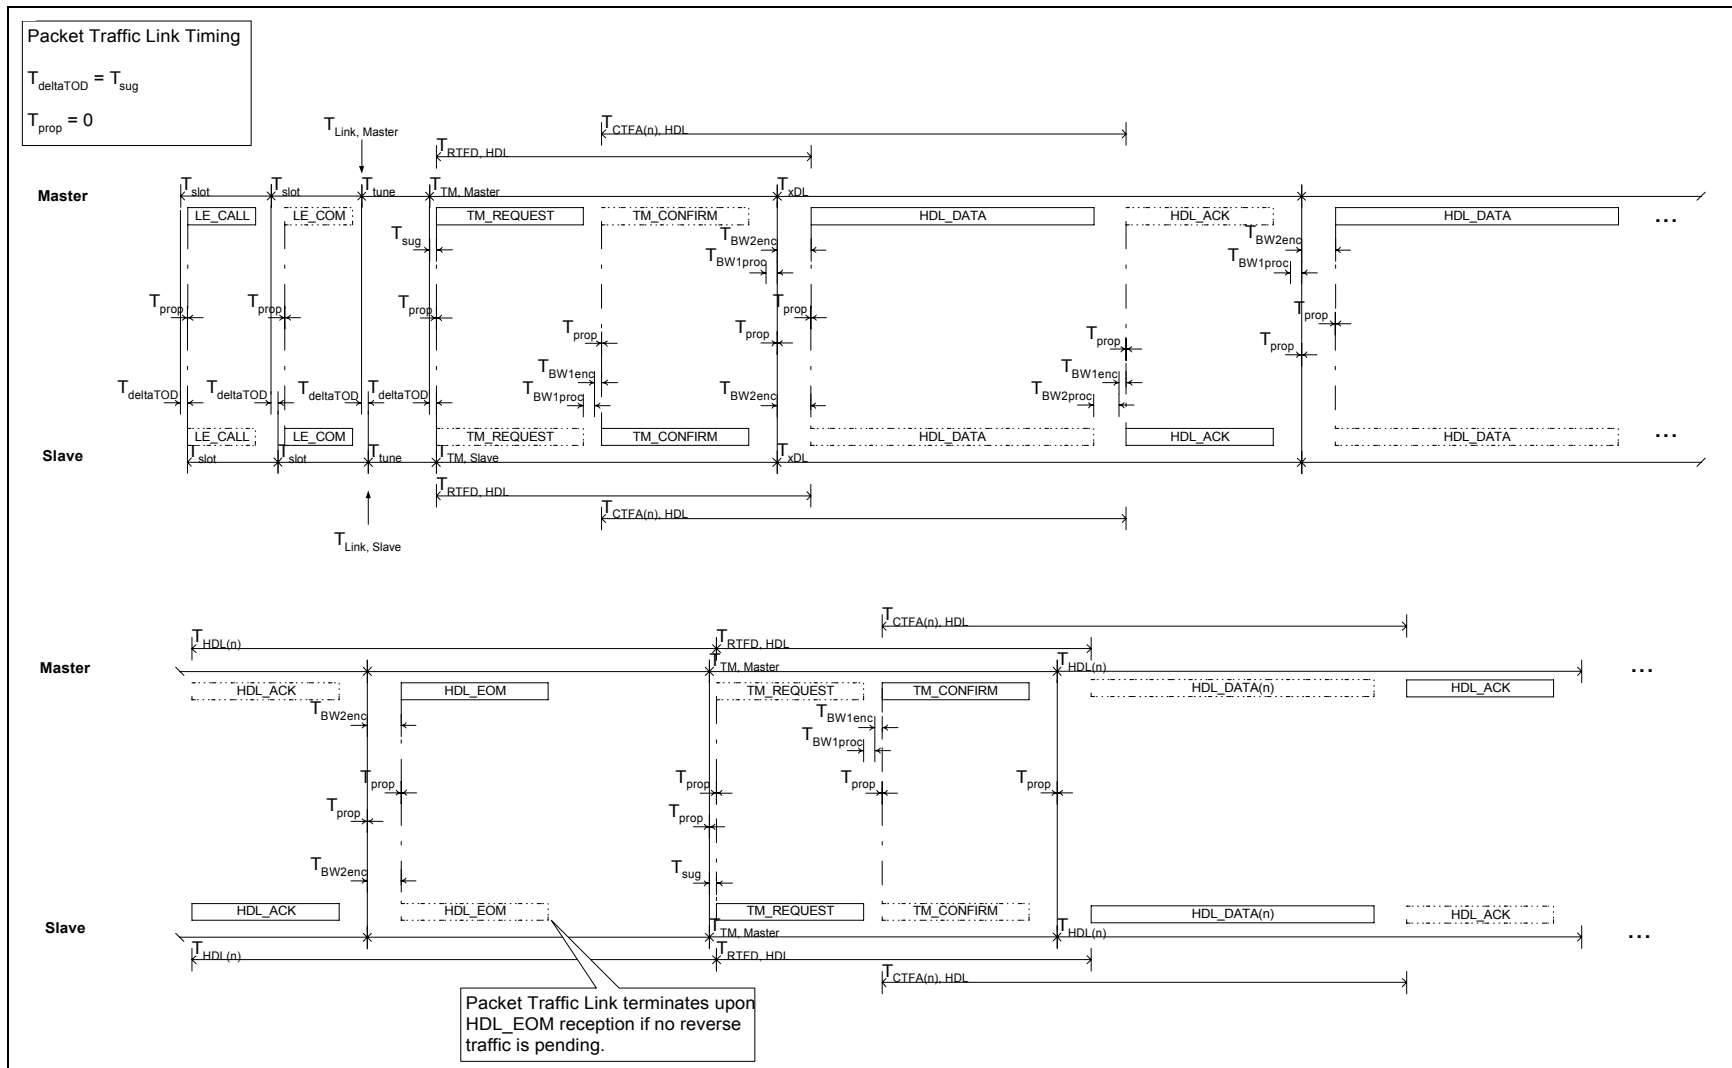 Packet Traffic Link Timing
TdeltaTOD = Tsug
Tprop = 0
TLink, Master
TCTFA(n), HDL
TRTFD, HDL
Master
Tslot Tslot Ttune TTM, Master TxDL
LE_CALL LE_COM TM_REQUEST TM_CONFIRM HDL_DATA HDL_ACK HDL_DATA ...
Tsug TBW2enc TBW2enc
TBW1proc TBW1proc
Tprop Tprop Tprop Tprop Tprop
Tprop Tprop Tprop Tprop
TBW1enc TBW1enc
TdeltaTOD TdeltaTOD TdeltaTOD TdeltaTOD TBW1proc TBW2enc TBW2proc
LE_CALL LE_COM TM_REQUEST TM_CONFIRM HDL_DATA HDL_ACK HDL_DATA ...
Slave
Tslot Tslot Ttune TTM, Slave TxDL
TRTFD, HDL
TCTFA(n), HDL
TLink, Slave
TCTFA(n), HDL
THDL(n) TRTFD, HDL
Master
TTM, Master THDL(n) ...
HDL_ACK HDL_EOM TM_REQUEST TM_CONFIRM HDL_DATA(n) HDL_ACK
TBW2enc TBW1enc
TBW1proc
Tprop Tprop Tprop Tprop
Tprop Tprop
TBW2enc Tsug
HDL_ACK HDL_EOM TM_REQUEST TM_CONFIRM HDL_DATA(n) HDL_ACK
Slave
TTM, Master THDL(n) ...
THDL(n) TRTFD, HDL
TCTFA(n), HDL
Packet Traffic Link terminates upon
HDL_EOM reception if no reverse
traffic is pending.